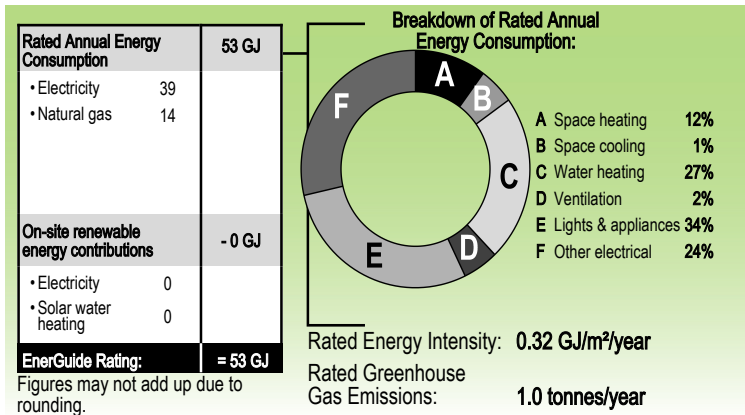 Rated Annual Energy
Consumption
53 GJ
• Electricity 39
• Natural gas 14
On-site renewable
energy contributions
- 0 GJ
• Electricity 0
• Solar water
heating 0
EnerGuide Rating: = 53 GJ
Figures may not add up due to
rounding.
Breakdown of Rated Annual
Energy Consumption:
A
B
C
D
E
F
A Space heating 12%
B Space cooling 1%
C Water heating 27%
D Ventilation 2%
E Lights & appliances 34%
F Other electrical 24%
Rated Energy Intensity: 0.32 GJ/m²/year
Rated Greenhouse
Gas Emissions: 1.0 tonnes/year